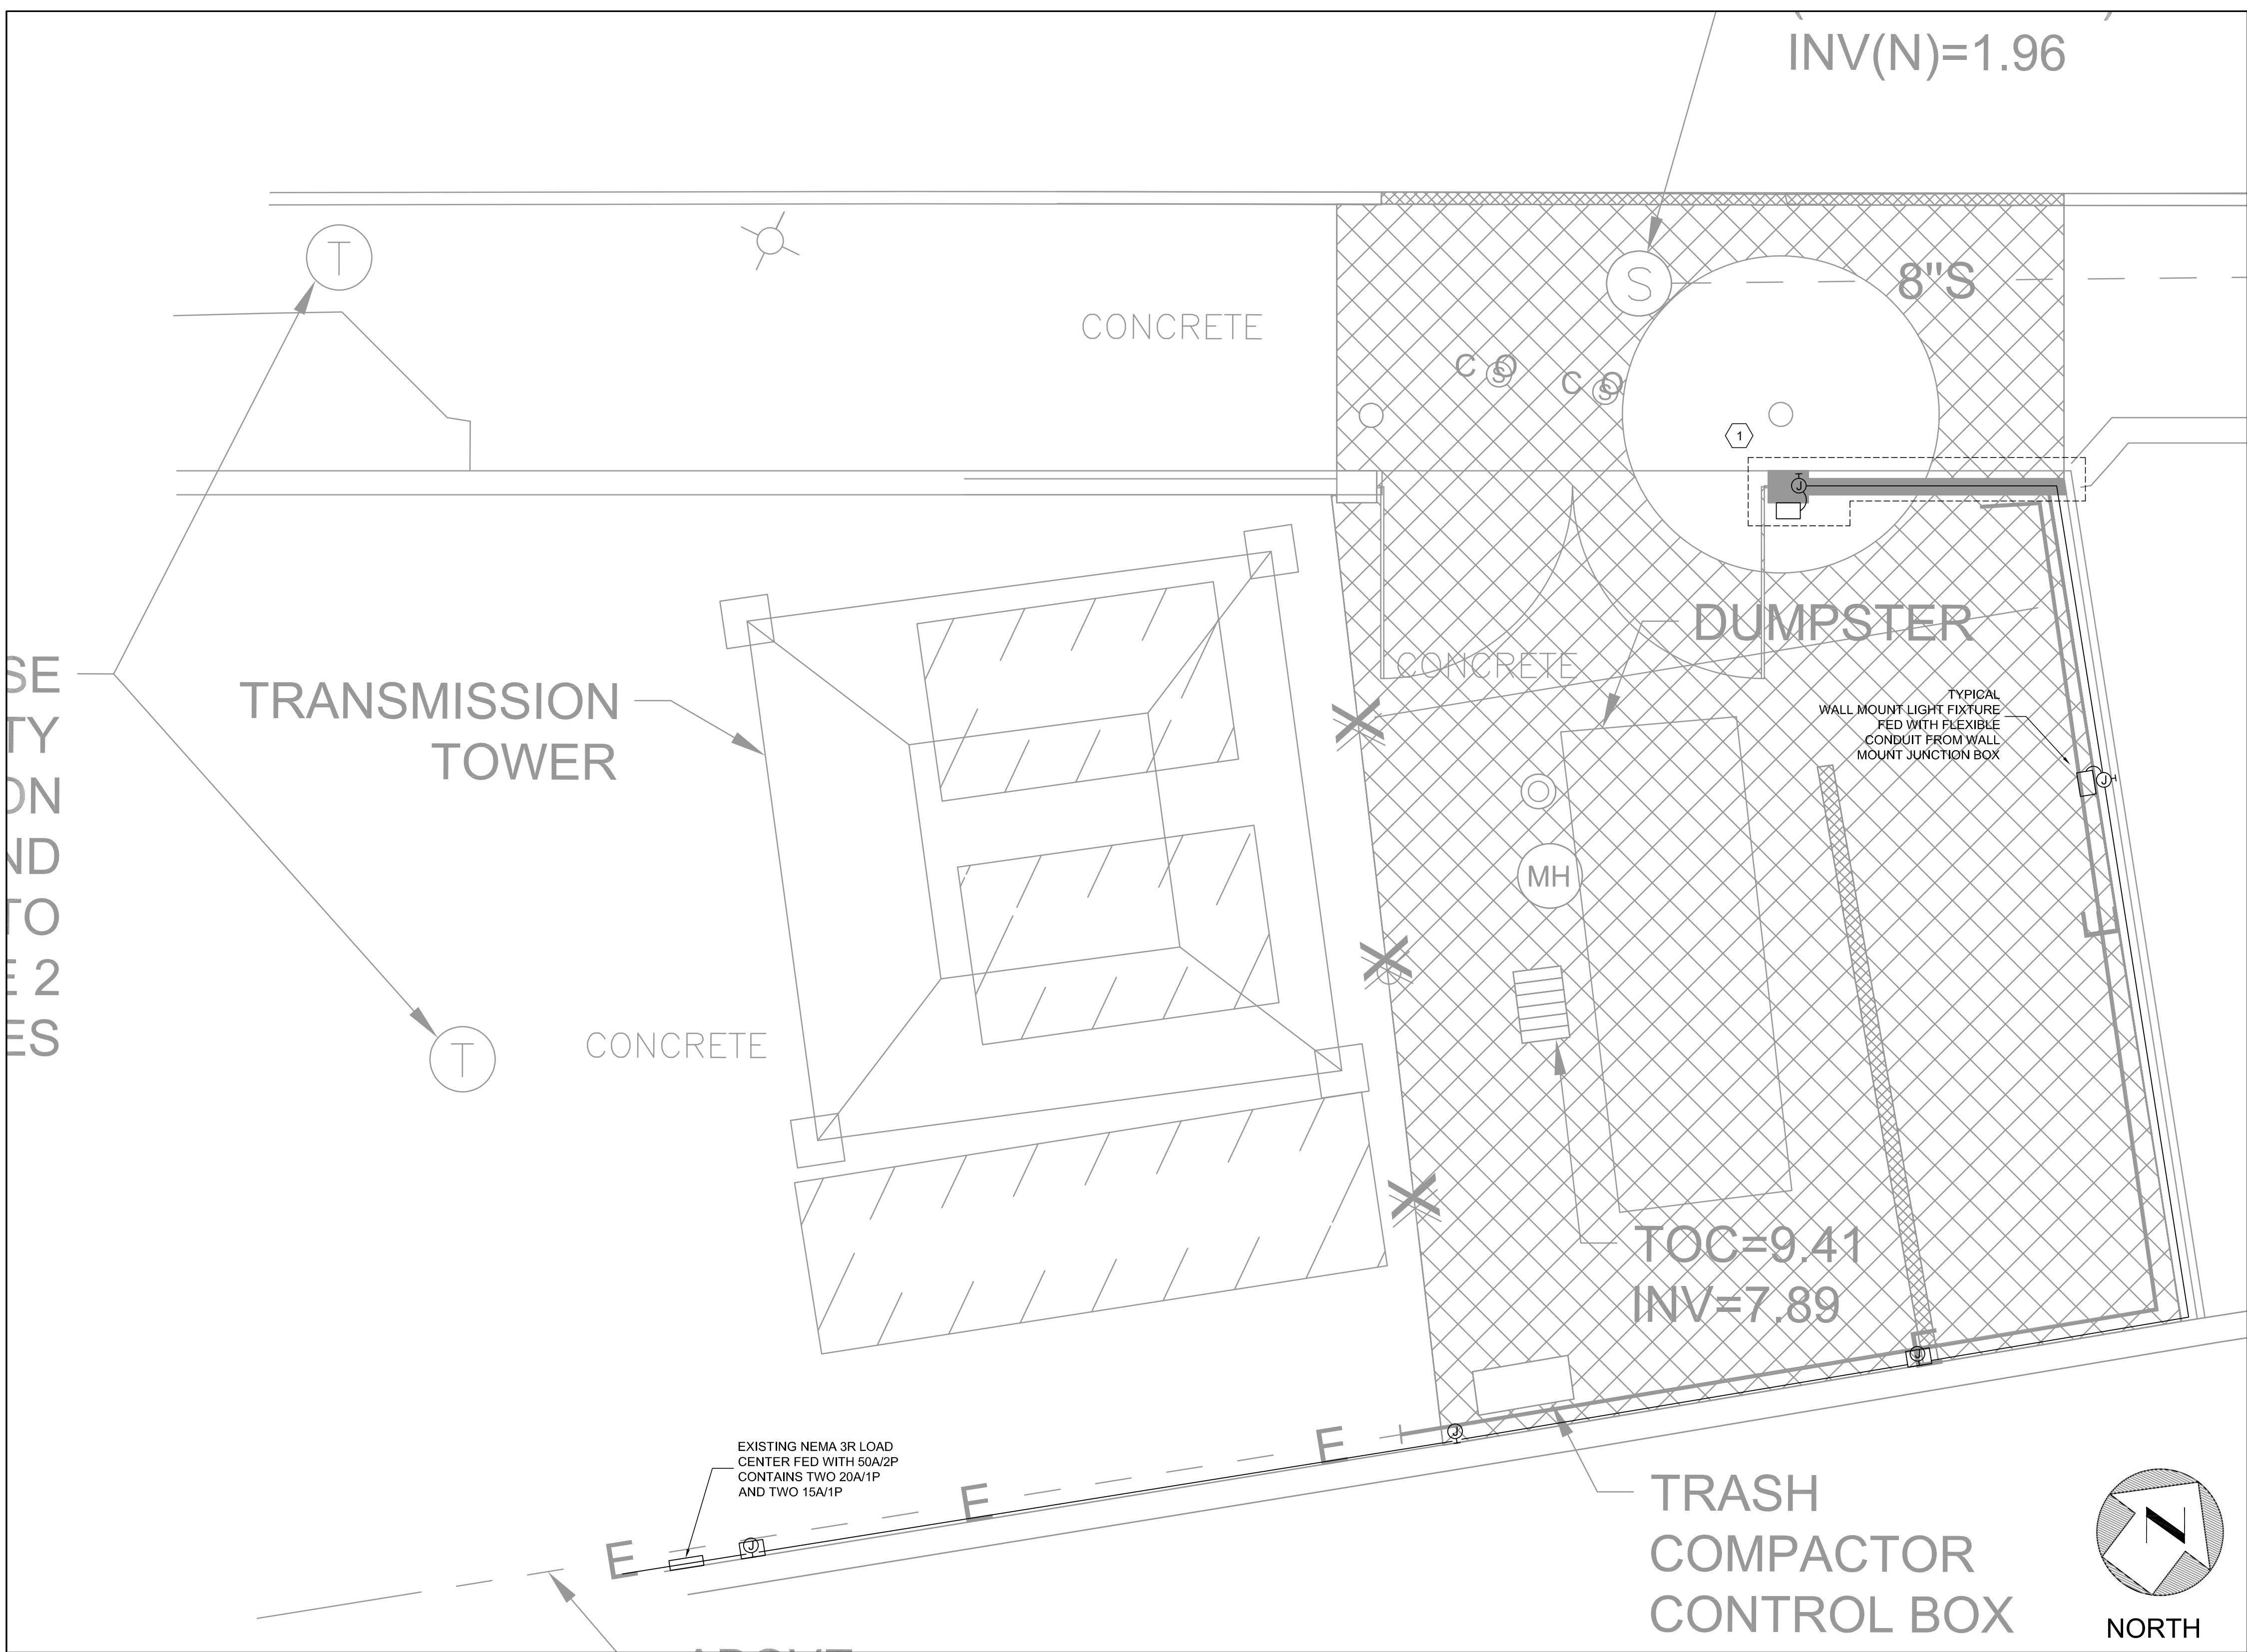 INV(N)=1.96
T
S
8"S
CONCRETE
C O
S
C O
S
1
J
DUMPSTER
CONCRETE
TRANSMISSION
TOWER
TYPICAL
WALL MOUNT LIGHT FIXTURE
FED WITH FLEXIBLE
CONDUIT FROM WALL
MOUNT JUNCTION BOX
J
SE
TY
ON
ND
TO
E 2
ES
MH
CONCRETE
T
TOC=9.41
INV=7.89
J
J
E
E
E
J
EXISTING NEMA 3R LOAD
CENTER FED WITH 50A/2P
CONTAINS TWO 20A/1P
AND TWO 15A/1P
TRASH
COMPACTOR
CONTROL BOX
N
NORTH